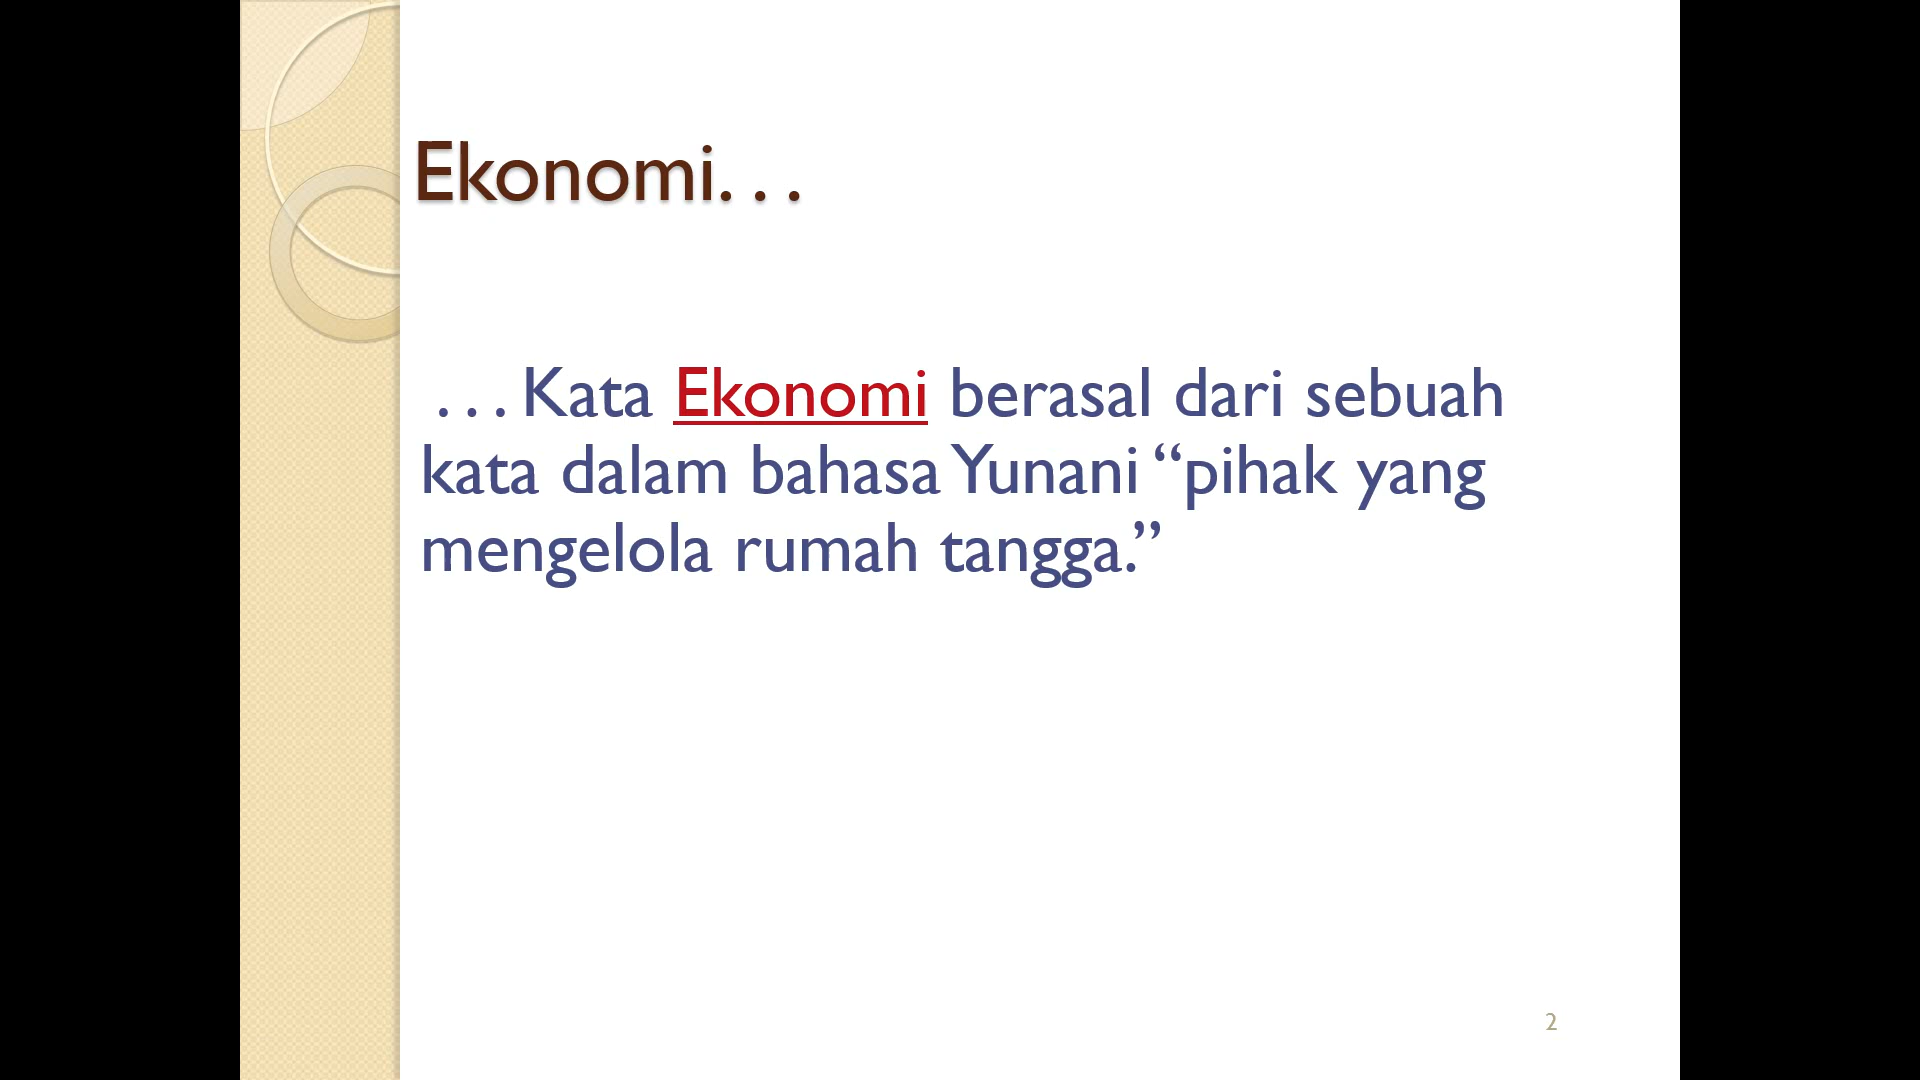 Ekonomi. . .
. . . Kata Ekonomi berasal dari sebuah
kata dalam bahasa Yunani “pihak yang
mengelola rumah tangga.”
2